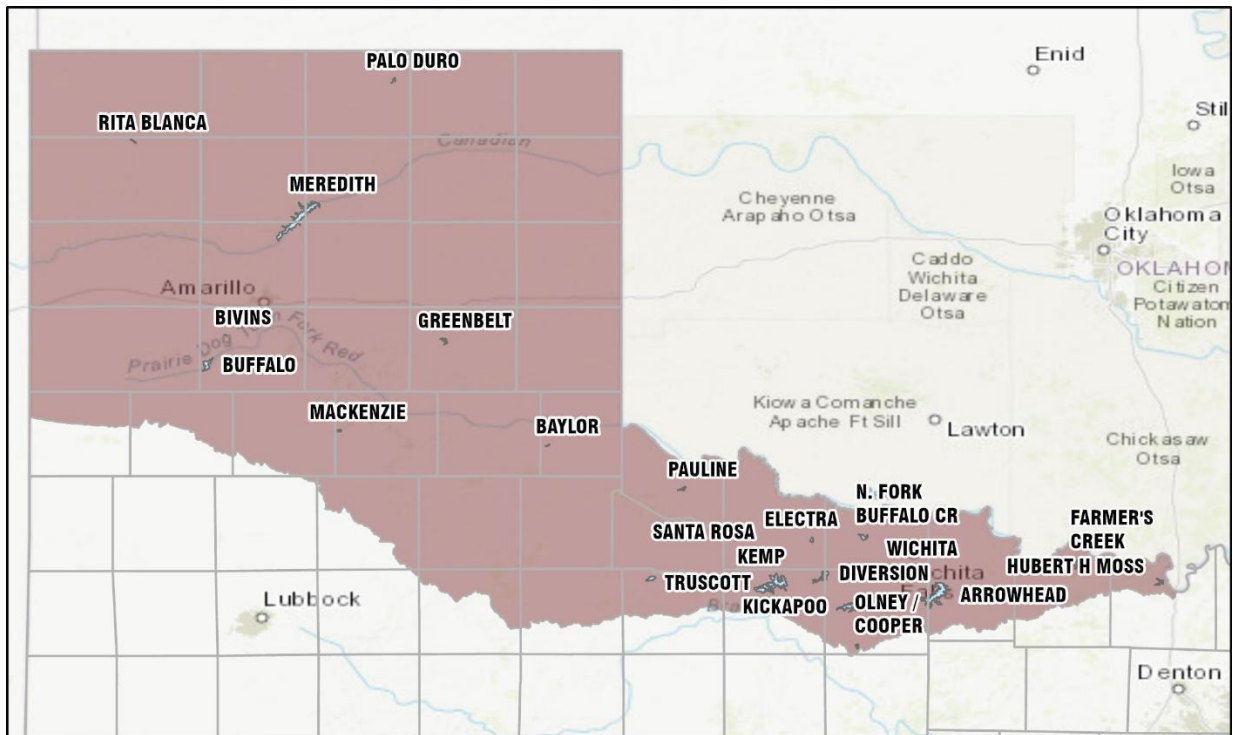 Enid
PALO DURO
Stil
RITA BLANCA
Canadian
Iowa
Otsa
MEREDITH
Cheyenne
Arapaho Otsa
Oklahoma
City
Caddo
Wichita
Delaware
Otsa
OKLAHOM
Citizen
Potawatom
Nation
Amarillo
BIVINS
GREENBELT
Prairie Dog Town Fork Red
BUFFALO
MACKENZIE
BAYLOR
Kiowa Comanche
Apache Ft Sill
Lawton
Chickasaw
Otsa
PAULINE
N. FORK
BUFFALO CR
ELECTRA
SANTA ROSA
FARMER'S
CREEK
KEMP
WICHITA
HUBERT H MOSS
TRUSCOTT
DIVERSION
chita
KICKAPOO
OLNEY /
COOPER
ARROWHEAD
Lubbock
Denton